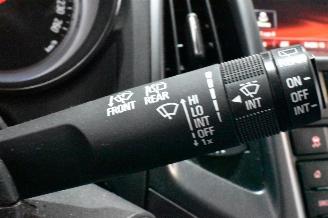 FRONT
REAR
HI
LO
INT
OFF
1x
INT
ON
OFF
INT